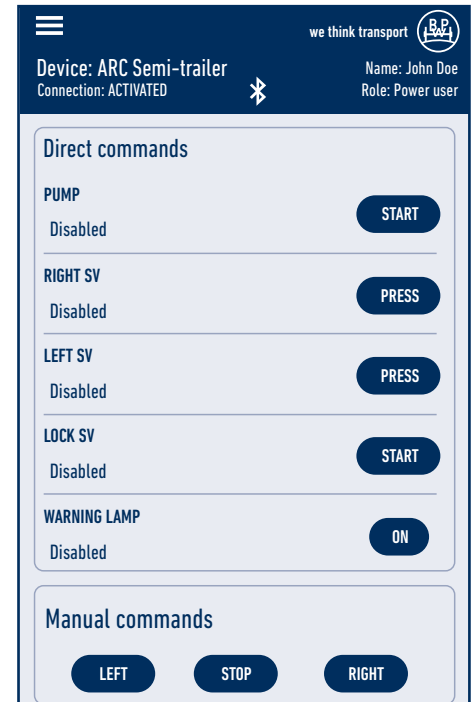 we think transport BPW
Device: ARC Semi-trailer
Name: John Doe
Connection: ACTIVATED
Role: Power user
Direct commands
PUMP
Disabled
START
RIGHT SV
Disabled
PRESS
LEFT SV
Disabled
PRESS
LOCK SV
Disabled
START
WARNING LAMP
Disabled
ON
Manual commands
LEFT STOP RIGHT